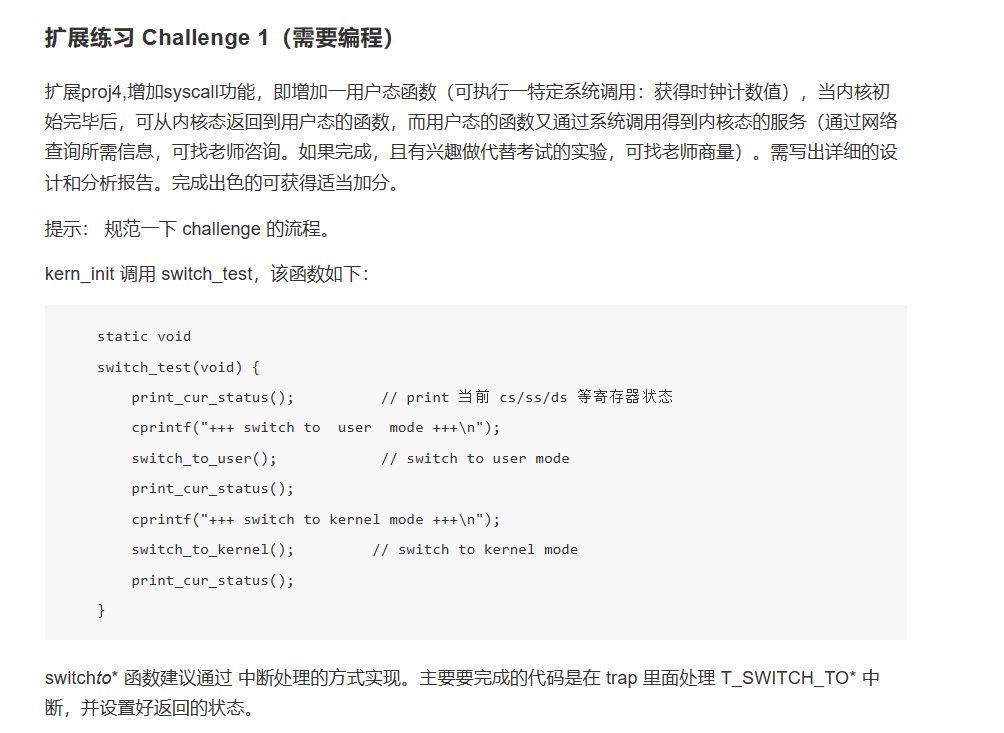 扩展练习 Challenge 1（需要编程）
扩展proj4,增加syscall功能，即增加一用户态函数（可执行一特定系统调用：获得时钟计数值），当内核初
始完毕后，可从内核态返回到用户态的函数，而用户态的函数又通过系统调用得到内核态的服务（通过网络
查询所需信息，可找老师咨询。如果完成，且有兴趣做代替考试的实验，可找老师商量）。需写出详细的设
计和分析报告。完成出色的可获得适当加分。
提示： 规范一下 challenge 的流程。
kern_init 调用 switch_test，该函数如下：
static void
switch_test(void) {
    print_cur_status();          // print 当前 cs/ss/ds 等寄存器状态
    cprintf("+++ switch to  user  mode +++\n");
    switch_to_user();            // switch to user mode
    print_cur_status();
    cprintf("+++ switch to kernel mode +++\n");
    switch_to_kernel();         // switch to kernel mode
    print_cur_status();
}
switchto* 函数建议通过 中断处理的方式实现。主要要完成的代码是在 trap 里面处理 T_SWITCH_TO* 中
断，并设置好返回的状态。